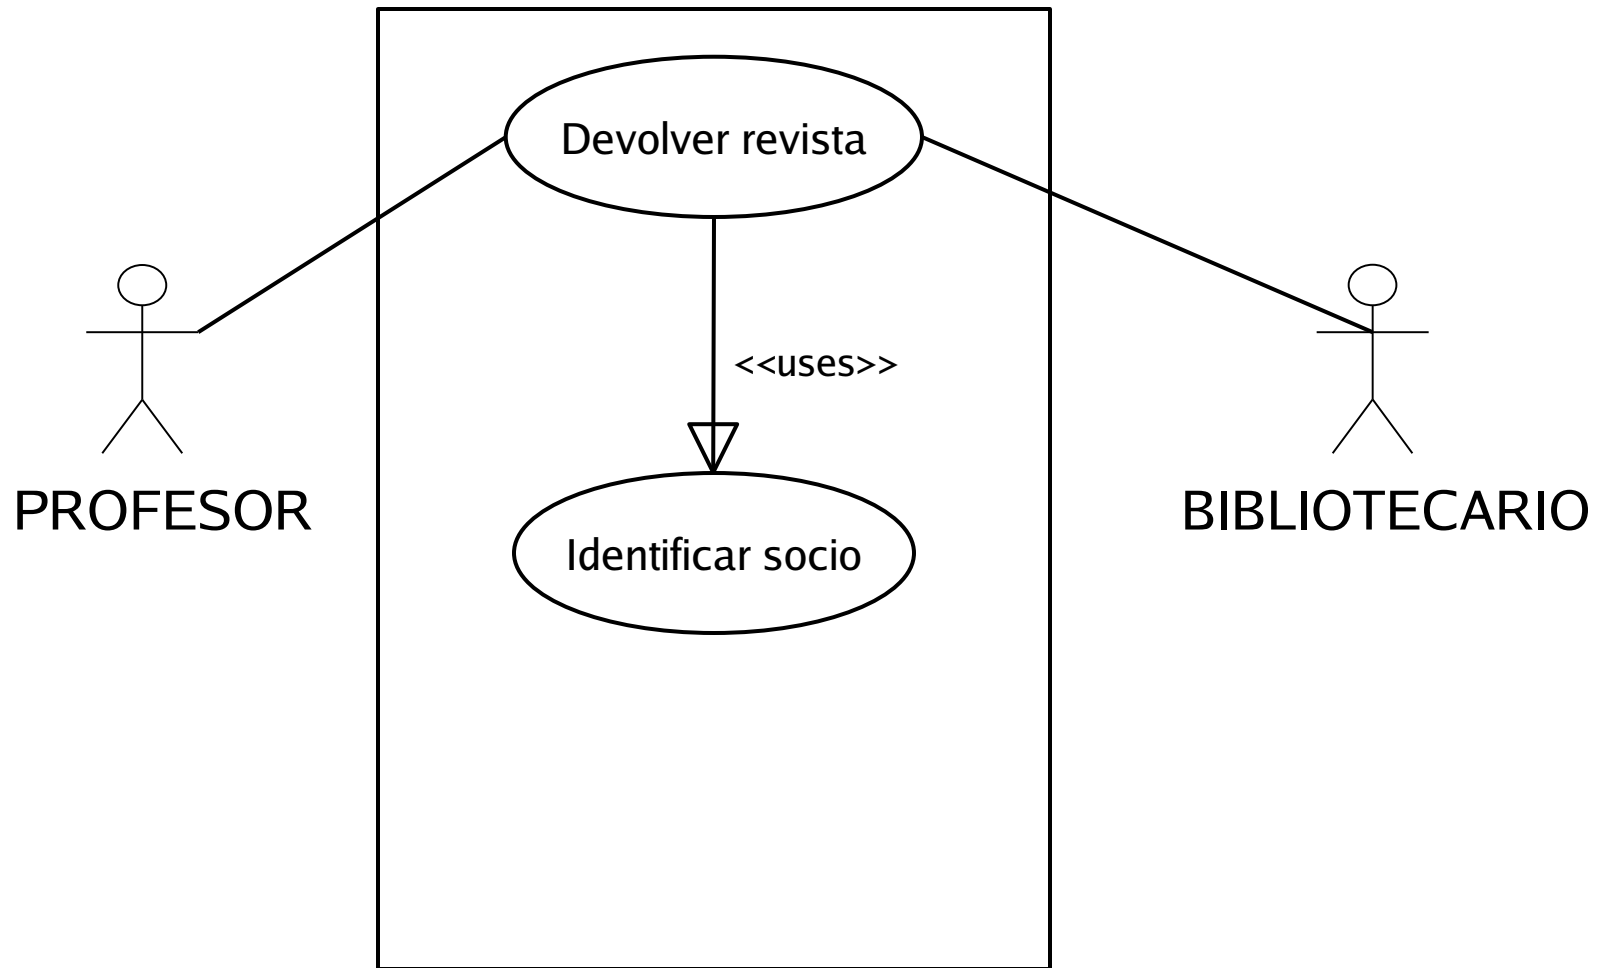 Devolver revista
<<uses>>
PROFESOR
BIBLIOTECARIO
Identificar socio